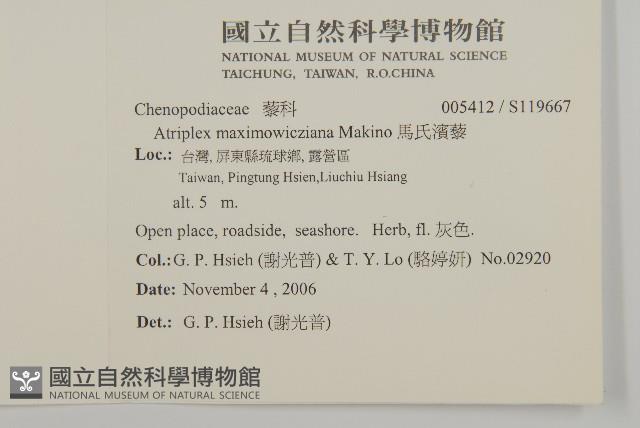 國立自然科學博物館
NATIONAL MUSEUM OF NATURAL SCIENCE
TAICHUNG, TAIWAN, R.O.CHINA
Chenopodiaceae 藜科 005412 / S119667
Atriplex maximowicziana Makino 馬氏濱藜
Loc.: 台灣, 屏東縣琉球鄉, 露營區
Taiwan, Pingtung Hsien,Liuchiu Hsiang
alt. 5 m.
Open place, roadside, seashore. Herb, fl. 灰色.
Col.: G. P. Hsieh (謝光普) & T. Y. Lo (駱婷妍) No.02920
Date: November 4 , 2006
Det.: G. P. Hsieh (謝光普)
國立自然科學博物館
NATIONAL MUSEUM OF NATURAL SCIENCE